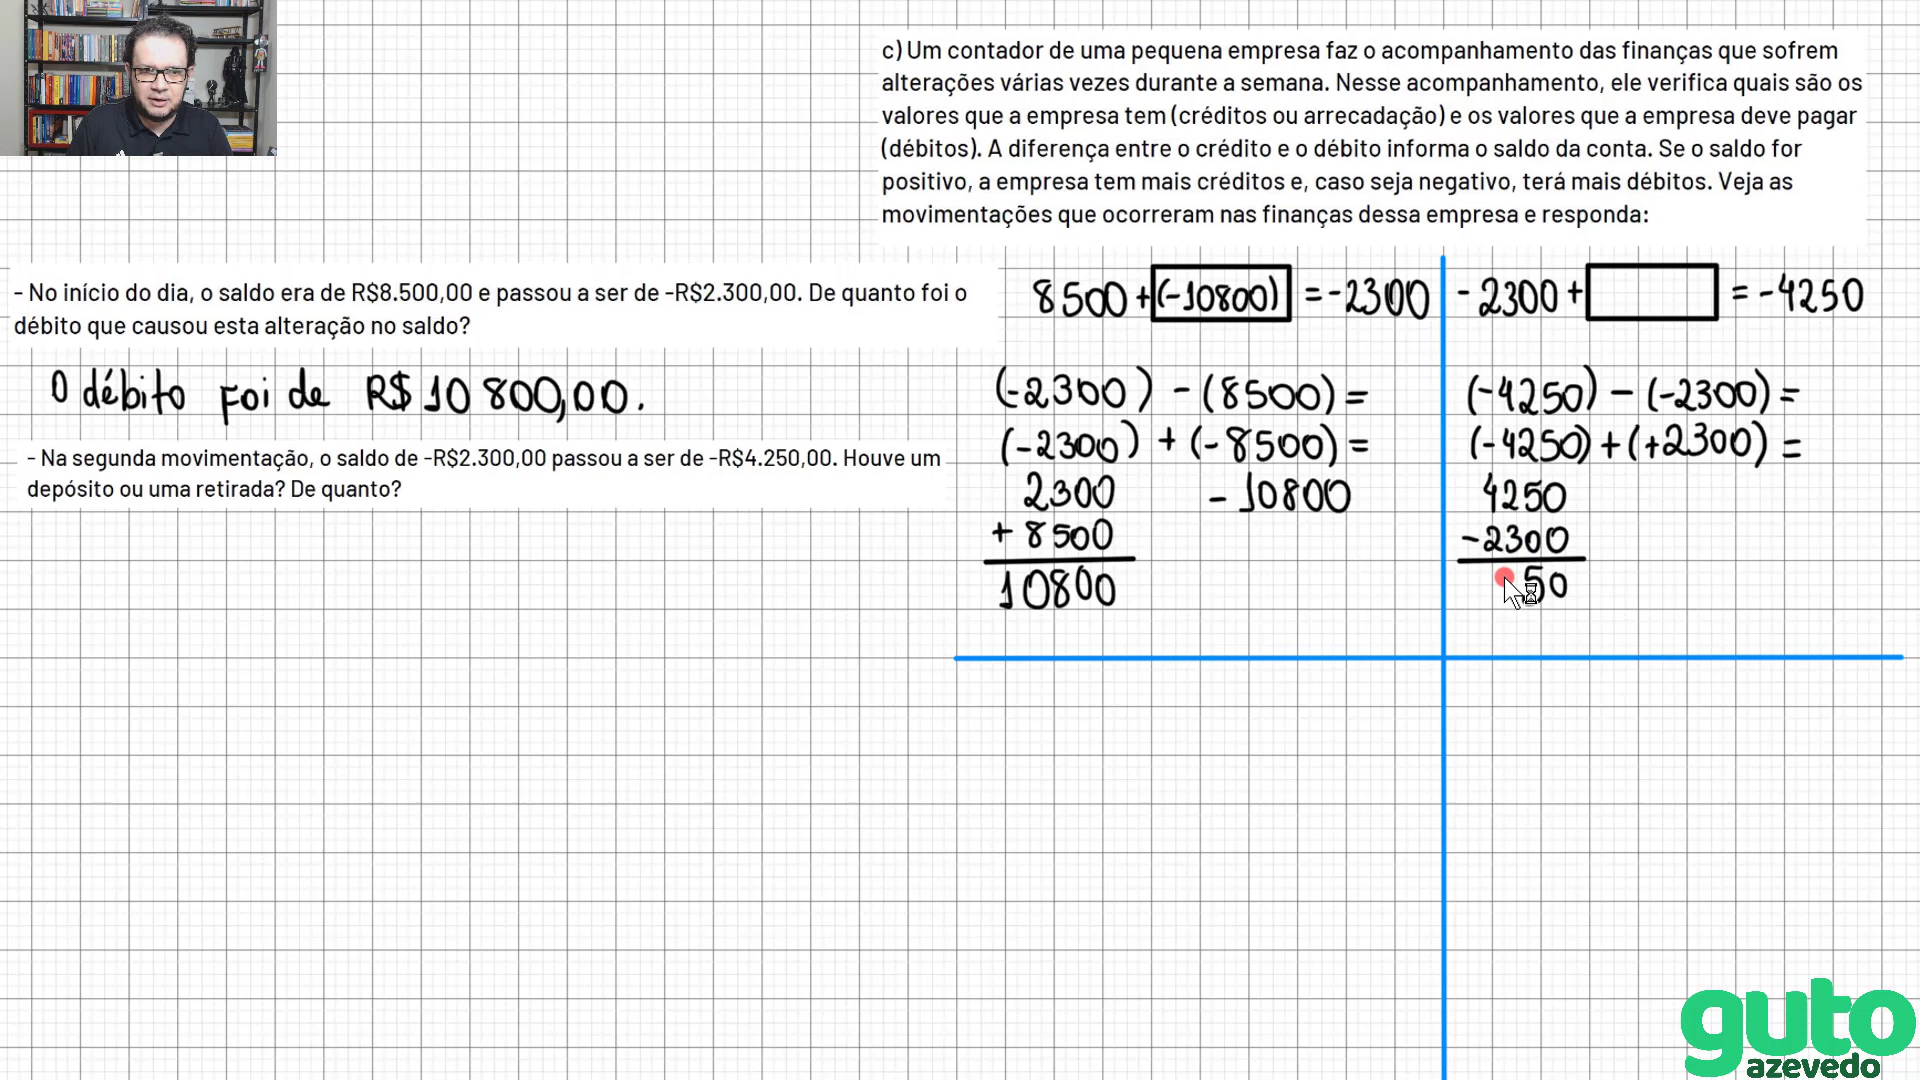 c) Um contador de uma pequena empresa faz o acompanhamento das finanças que sofrem
alterações várias vezes durante a semana. Nesse acompanhamento, ele verifica quais são os
valores que a empresa tem (créditos ou arrecadação) e os valores que a empresa deve pagar
(débitos). A diferença entre o crédito e o débito informa o saldo da conta. Se o saldo for
positivo, a empresa tem mais créditos e, caso seja negativo, terá mais débitos. Veja as
movimentações que ocorreram nas finanças dessa empresa e responda:
- No início do dia, o saldo era de R$8.500,00 e passou a ser de -R$2.300,00. De quanto foi o
débito que causou esta alteração no saldo?
O débito foi de R$ 10 800,00.
- Na segunda movimentação, o saldo de -R$2.300,00 passou a ser de -R$4.250,00. Houve um
depósito ou uma retirada? De quanto?
8500 + (-10800) = -2300
(-2300) - (8500) =
(-2300) + (-8500) =
2300 - 10800
+ 8500
10800
-2300 + = -4250
(-4250) - (-2300) =
(-4250) + (+2300) =
4250
-2300
50
guto
azevedo